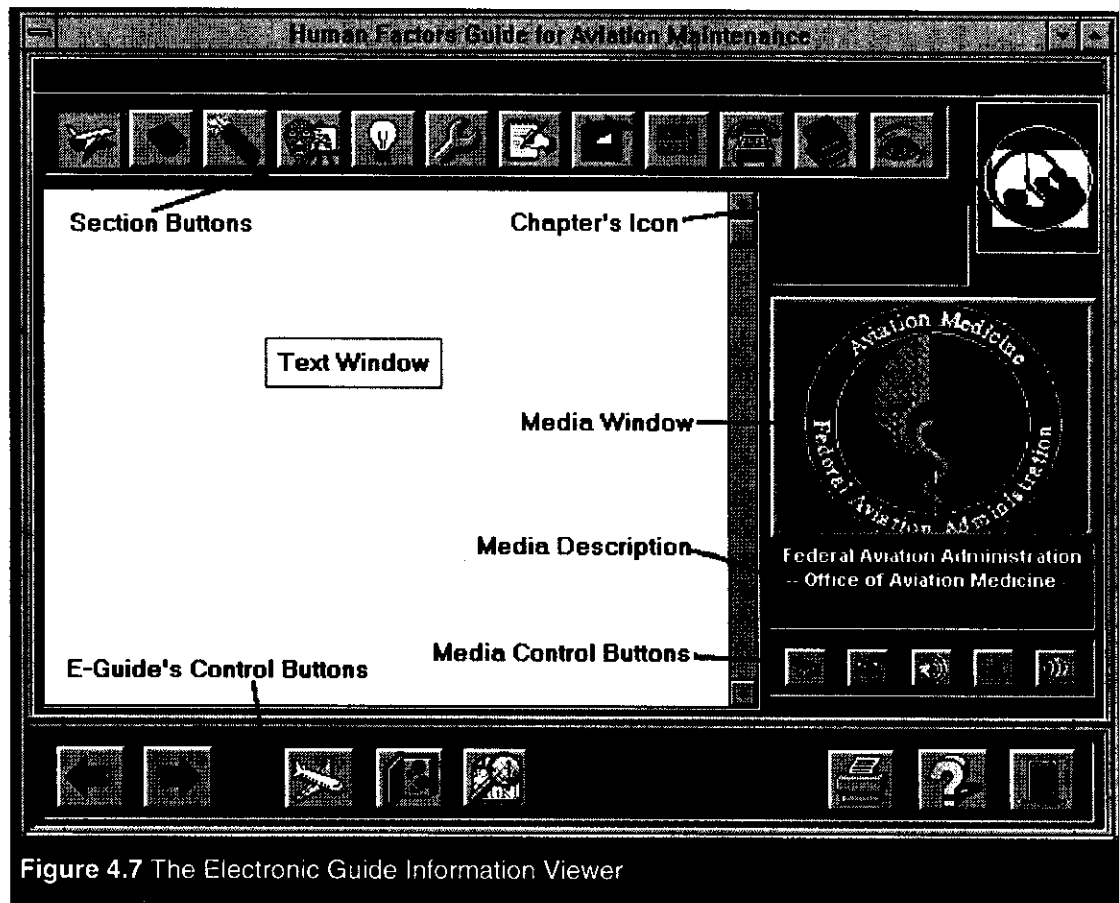 Human Factors Guide for Aviation Maintenance
Section Buttons
Chapter's Icon
Text Window
Media Window
Media Description
Media Control Buttons
E-Guide's Control Buttons
Aviation Medicine
Federal Aviation Administration
Federal Aviation Administration
-- Office of Aviation Medicine -
Figure 4.7 The Electronic Guide Information Viewer